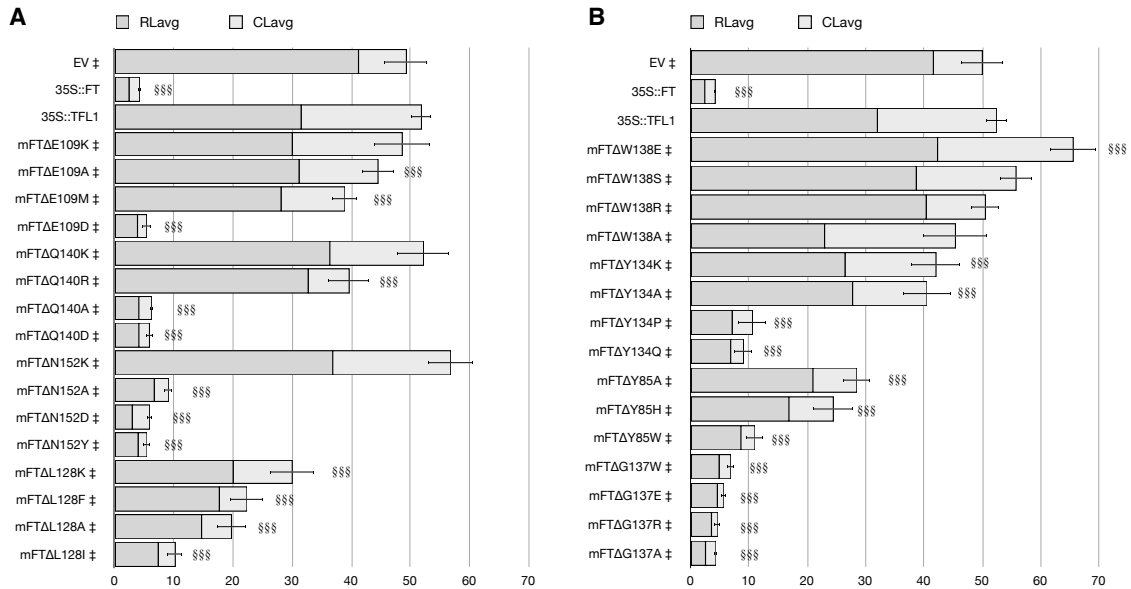 A
RLavg CLavg
EV ‡
35S::FT §§§
35S::TFL1
mFTΔE109K ‡
mFTΔE109A ‡ §§§
mFTΔE109M ‡ §§§
mFTΔE109D ‡ §§§
mFTΔQ140K ‡
mFTΔQ140R ‡ §§§
mFTΔQ140A ‡ §§§
mFTΔQ140D ‡ §§§
mFTΔN152K ‡
mFTΔN152A ‡ §§§
mFTΔN152D ‡ §§§
mFTΔN152Y ‡ §§§
mFTΔL128K ‡ §§§
mFTΔL128F ‡ §§§
mFTΔL128A ‡ §§§
mFTΔL128I ‡ §§§
0 10 20 30 40 50 60 70
B
RLavg CLavg
EV ‡
35S::FT §§§
35S::TFL1
mFTΔW138E ‡ §§§
mFTΔW138S ‡
mFTΔW138R ‡
mFTΔW138A ‡
mFTΔY134K ‡ §§§
mFTΔY134A ‡ §§§
mFTΔY134P ‡ §§§
mFTΔY134Q ‡ §§§
mFTΔY85A ‡ §§§
mFTΔY85H ‡ §§§
mFTΔY85W ‡ §§§
mFTΔG137W ‡ §§§
mFTΔG137E ‡ §§§
mFTΔG137R ‡ §§§
mFTΔG137A ‡ §§§
0 10 20 30 40 50 60 70